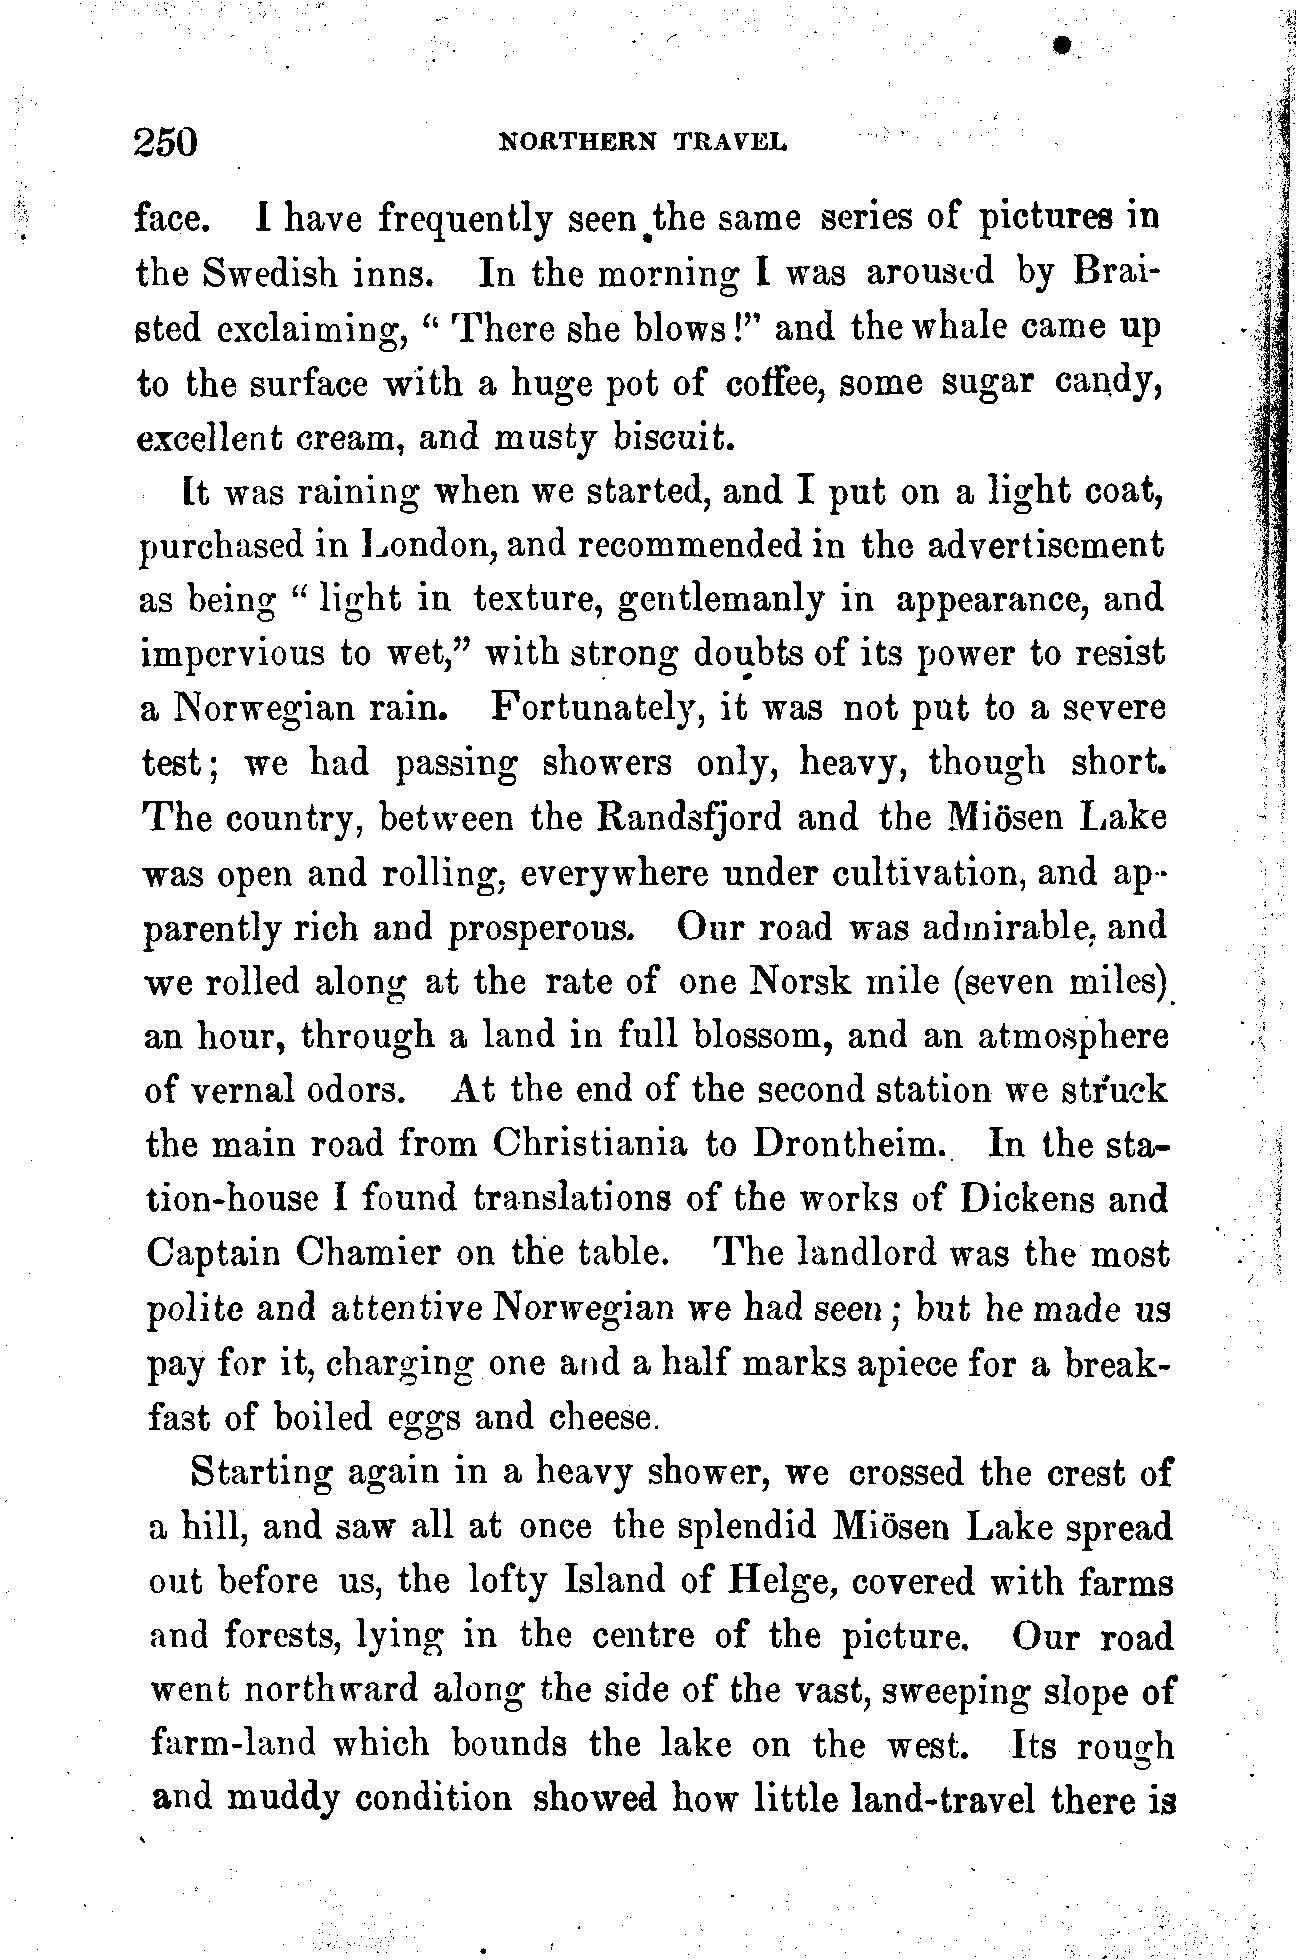 250 NORTHERN TRAVEL
face. I have frequently seen the same series of pictures in
the Swedish inns. In the morning I was aroused by Brai-
sted exclaiming, “ There she blows!” and the whale came up
to the surface with a huge pot of coffee, some sugar candy,
excellent cream, and musty biscuit.
It was raining when we started, and I put on a light coat,
purchased in London, and recommended in the advertisement
as being “ light in texture, gentlemanly in appearance, and
impervious to wet,” with strong doubts of its power to resist
a Norwegian rain. Fortunately, it was not put to a severe
test; we had passing showers only, heavy, though short.
The country, between the Randsfjord and the Miösen Lake
was open and rolling, everywhere under cultivation, and ap-
parently rich and prosperous. Our road was admirable, and
we rolled along at the rate of one Norsk mile (seven miles)
an hour, through a land in full blossom, and an atmosphere
of vernal odors. At the end of the second station we struck
the main road from Christiania to Drontheim. In the sta-
tion-house I found translations of the works of Dickens and
Captain Chamier on the table. The landlord was the most
polite and attentive Norwegian we had seen; but he made us
pay for it, charging one and a half marks apiece for a break-
fast of boiled eggs and cheese.
Starting again in a heavy shower, we crossed the crest of
a hill, and saw all at once the splendid Miösen Lake spread
out before us, the lofty Island of Helge, covered with farms
and forests, lying in the centre of the picture. Our road
went northward along the side of the vast, sweeping slope of
farm-land which bounds the lake on the west. Its rough
and muddy condition showed how little land-travel there is